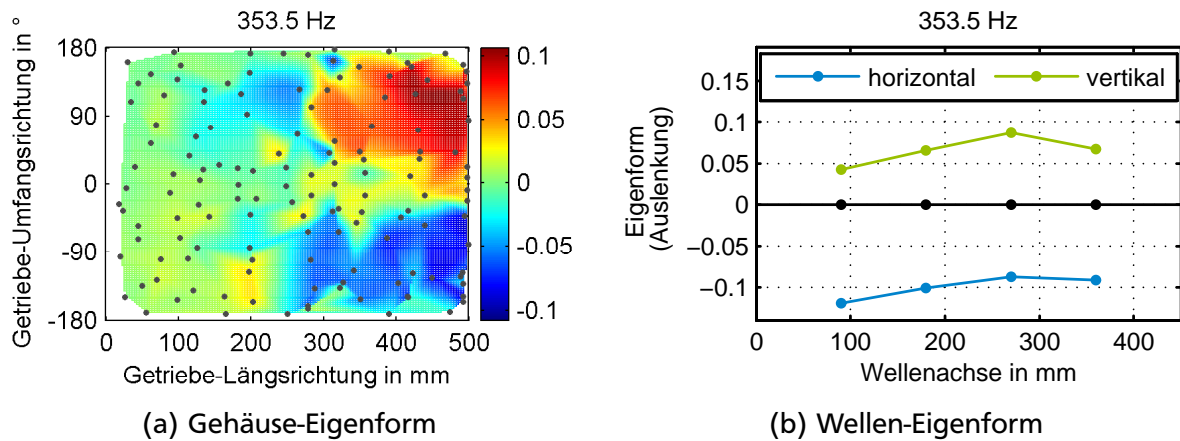 353.5 Hz
Getriebe-Umfangsrichtung in °
180
90
0
-90
-180
0 100 200 300 400 500
Getriebe-Längsrichtung in mm
0.1
0.05
0
-0.05
-0.1
(a) Gehäuse-Eigenform
353.5 Hz
horizontal vertikal
Eigenform
(Auslenkung)
0.15
0.1
0.05
0
−0.05
−0.1
0 100 200 300 400
Wellenachse in mm
(b) Wellen-Eigenform